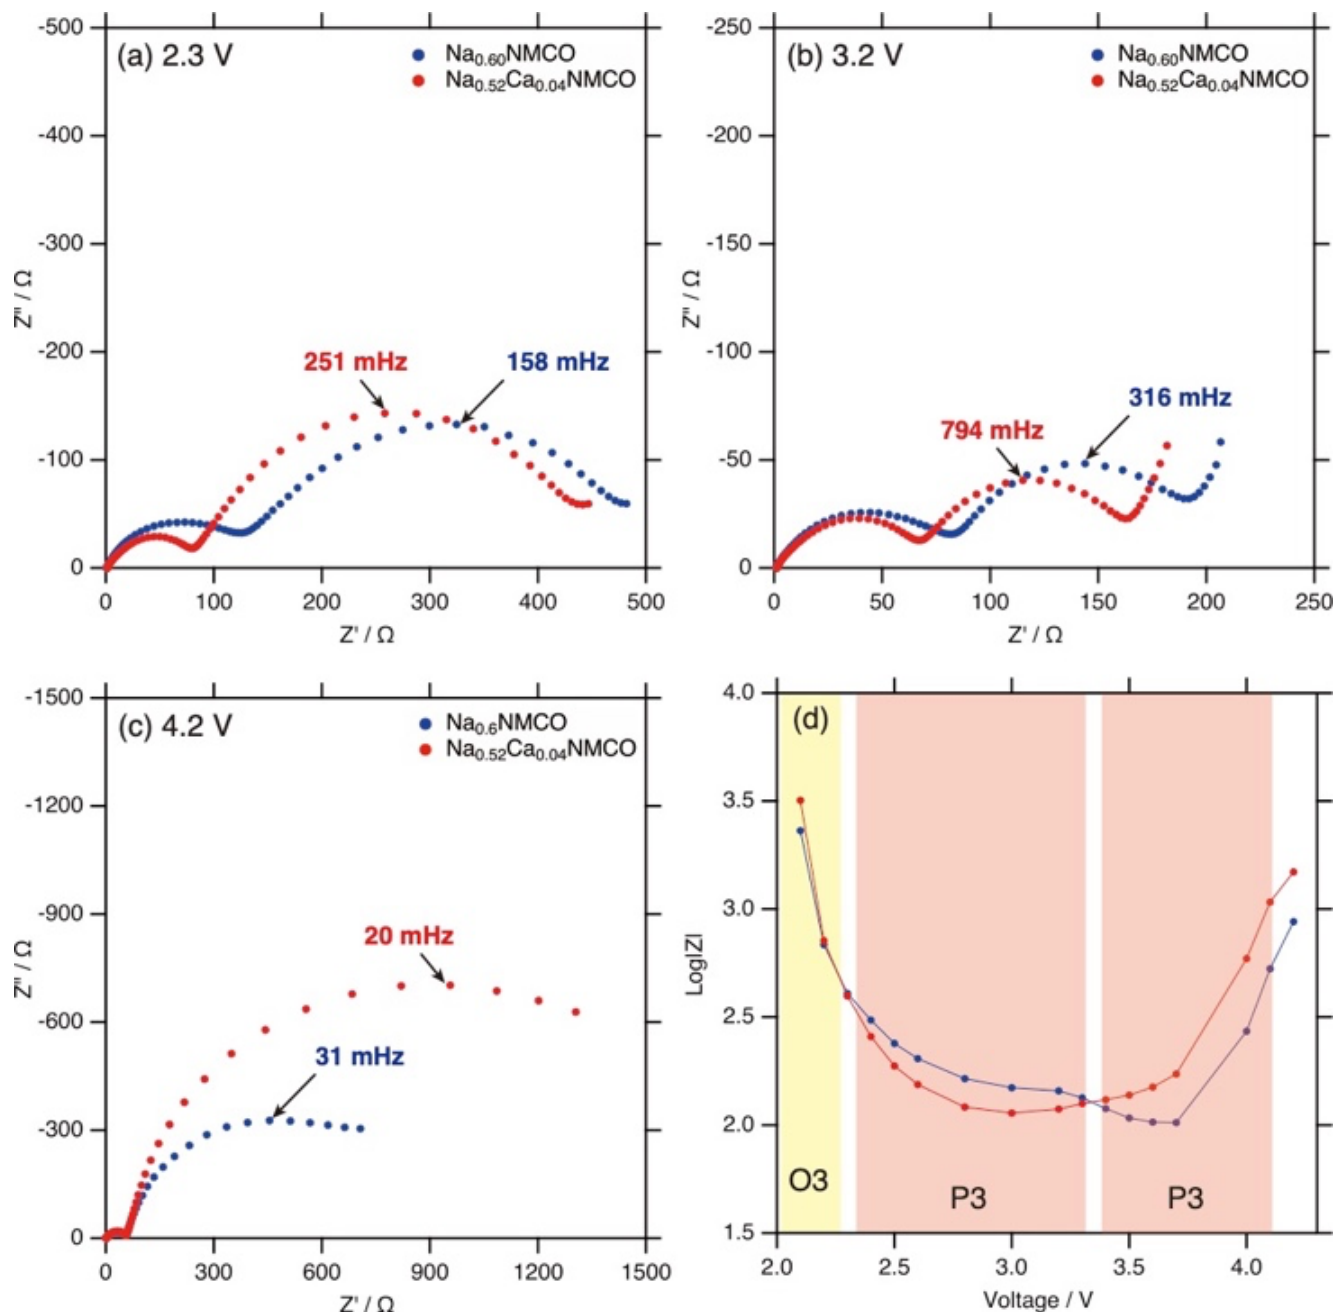 (a) 2.3 V
Na0.60NMCO
Na0.52Ca0.04NMCO
-500
-400
-300
-200
-100
0
Z'' / Ω
251 mHz
158 mHz
0 100 200 300 400 500
Z' / Ω
(b) 3.2 V
Na0.60NMCO
Na0.52Ca0.04NMCO
-250
-200
-150
-100
-50
0
Z'' / Ω
794 mHz
316 mHz
0 50 100 150 200 250
Z' / Ω
(c) 4.2 V
Na0.6NMCO
Na0.52Ca0.04NMCO
-1500
-1200
-900
-600
-300
0
Z'' / Ω
20 mHz
31 mHz
0 300 600 900 1200 1500
Z' / Ω
(d)
4.0
3.5
3.0
2.5
2.0
1.5
Log|Z|
O3
P3
P3
2.0 2.5 3.0 3.5 4.0
Voltage / V